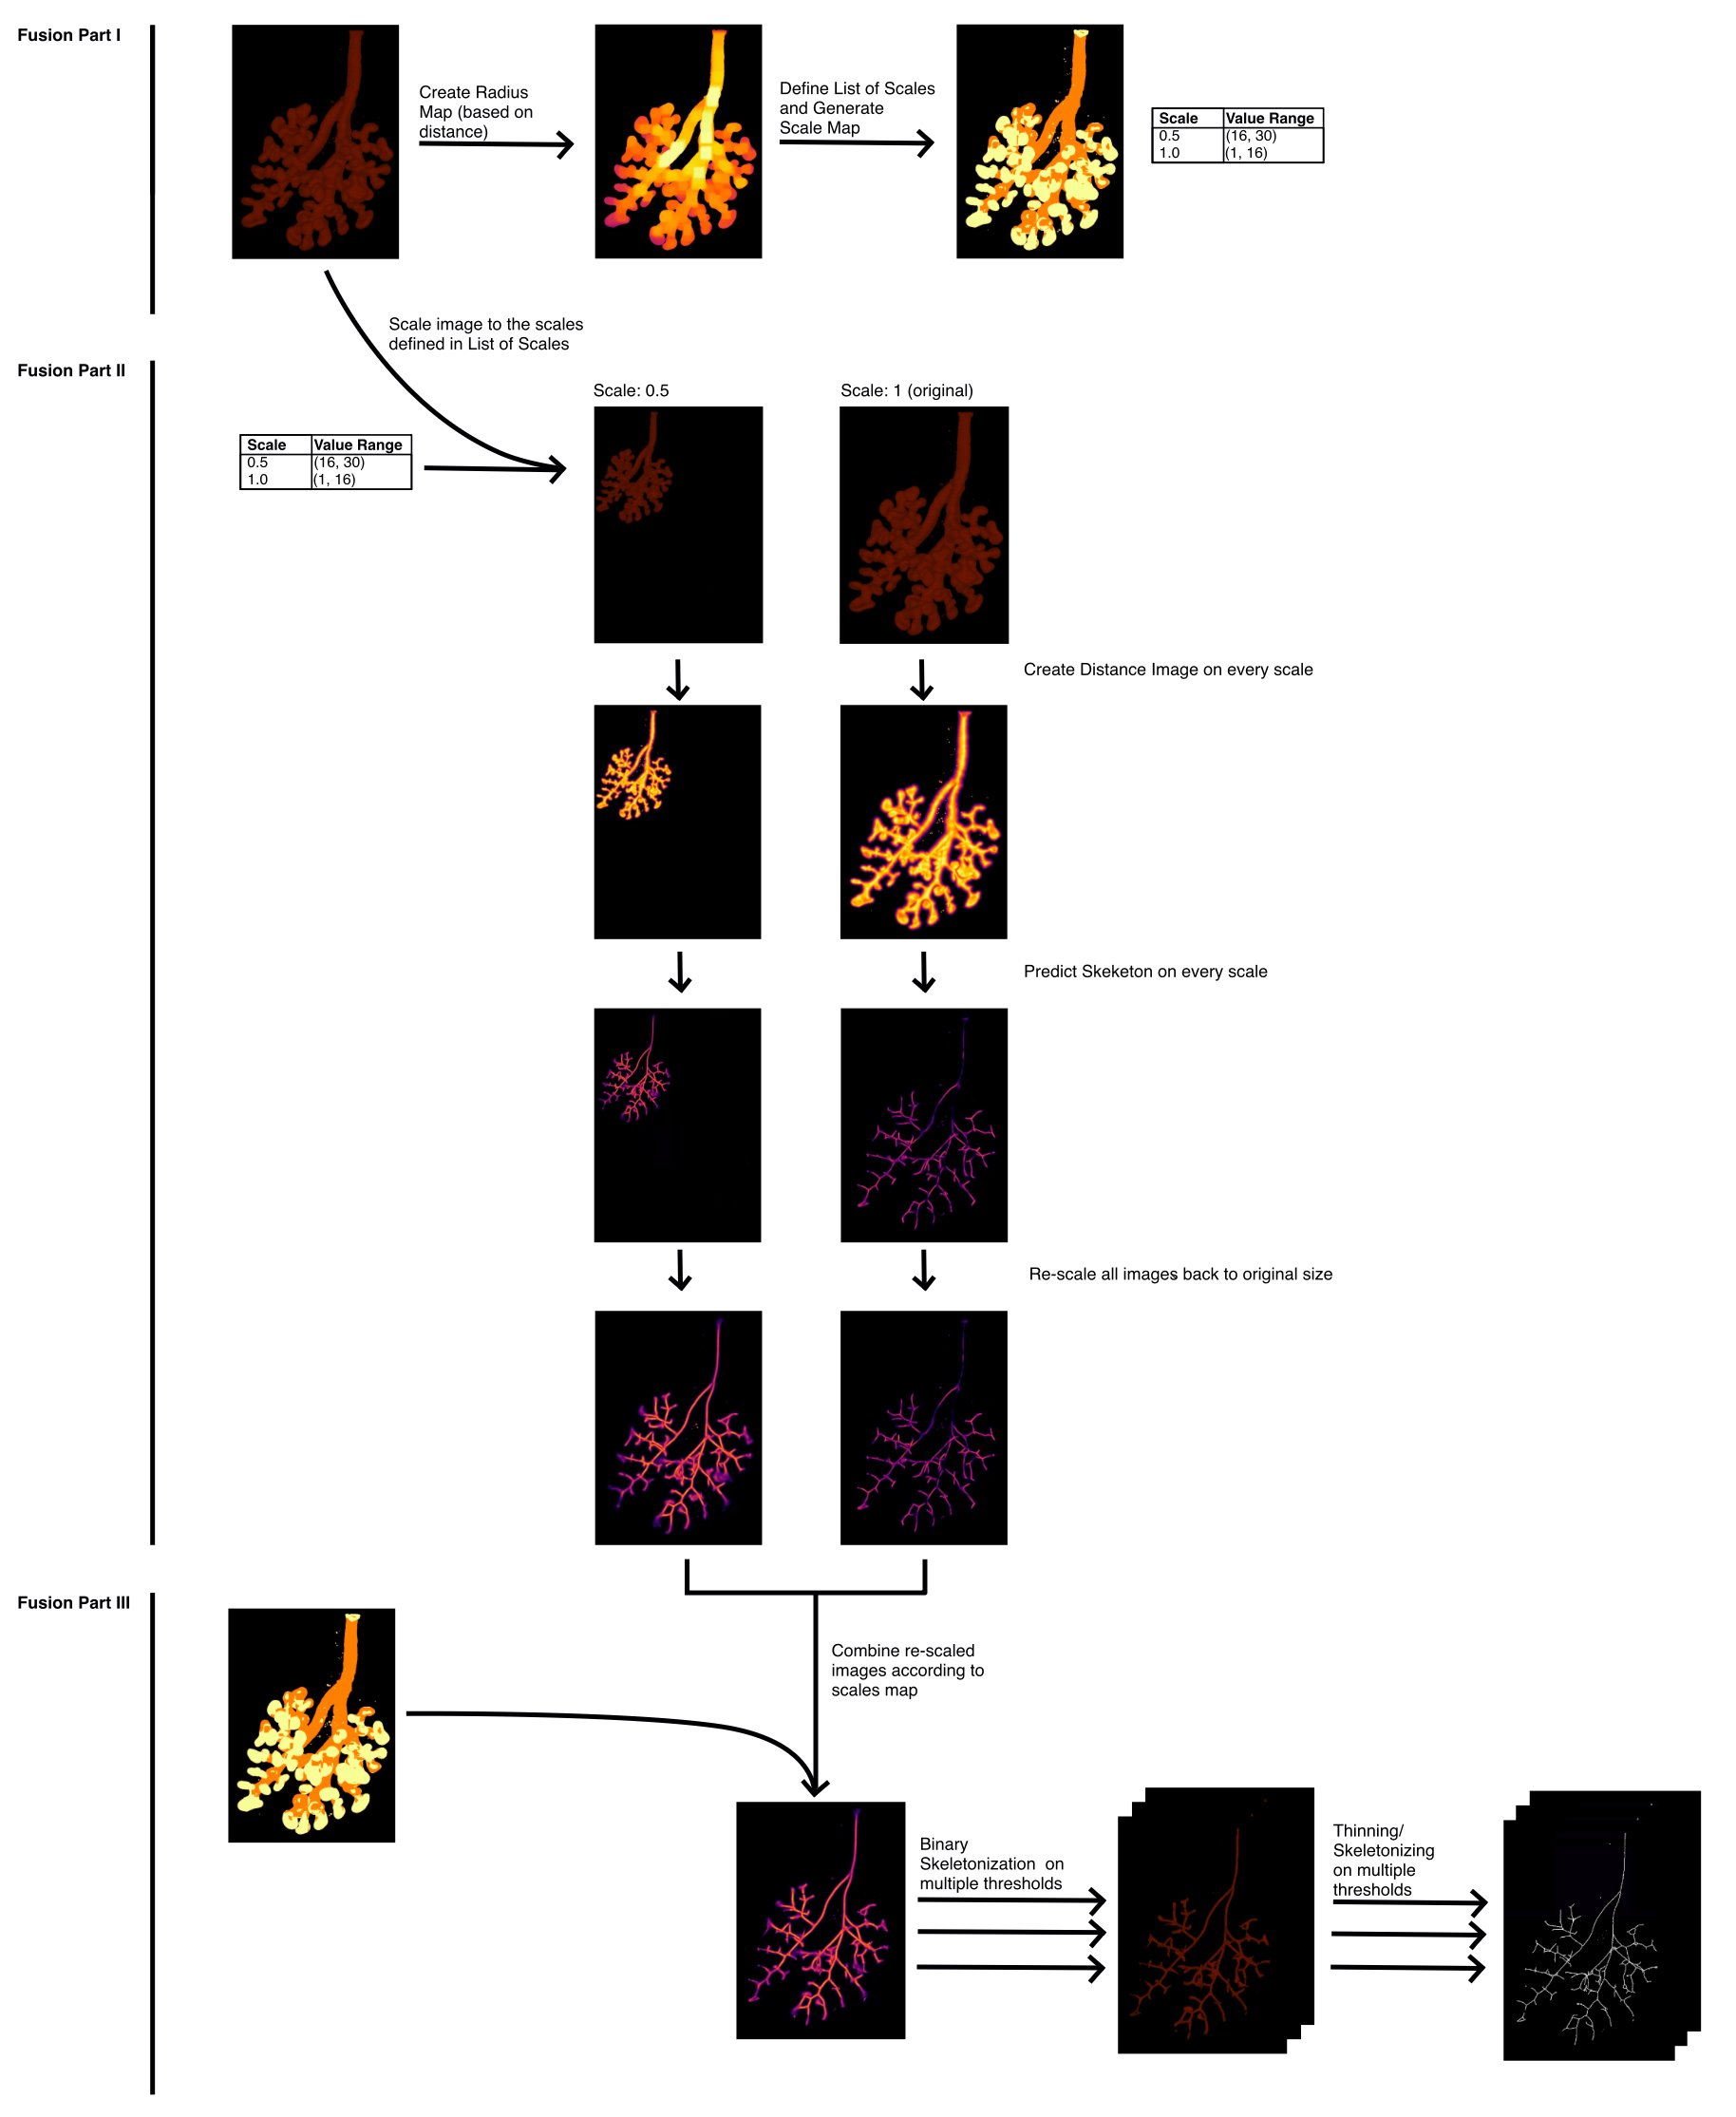 Fusion Part I
Create Radius
Map (based on
distance)
Define List of Scales
and Generate
Scale Map
Scale Value Range
0.5 (16, 30)
1.0 (1, 16)
Scale image to the scales
defined in List of Scales
Fusion Part II
Scale: 0.5
Scale: 1 (original)
Scale Value Range
0.5 (16, 30)
1.0 (1, 16)
Create Distance Image on every scale
Predict Skeketon on every scale
Re-scale all images back to original size
Fusion Part III
Combine re-scaled
images according to
scales map
Binary
Skeletonization on
multiple thresholds
Thinning/
Skeletonizing
on multiple
thresholds